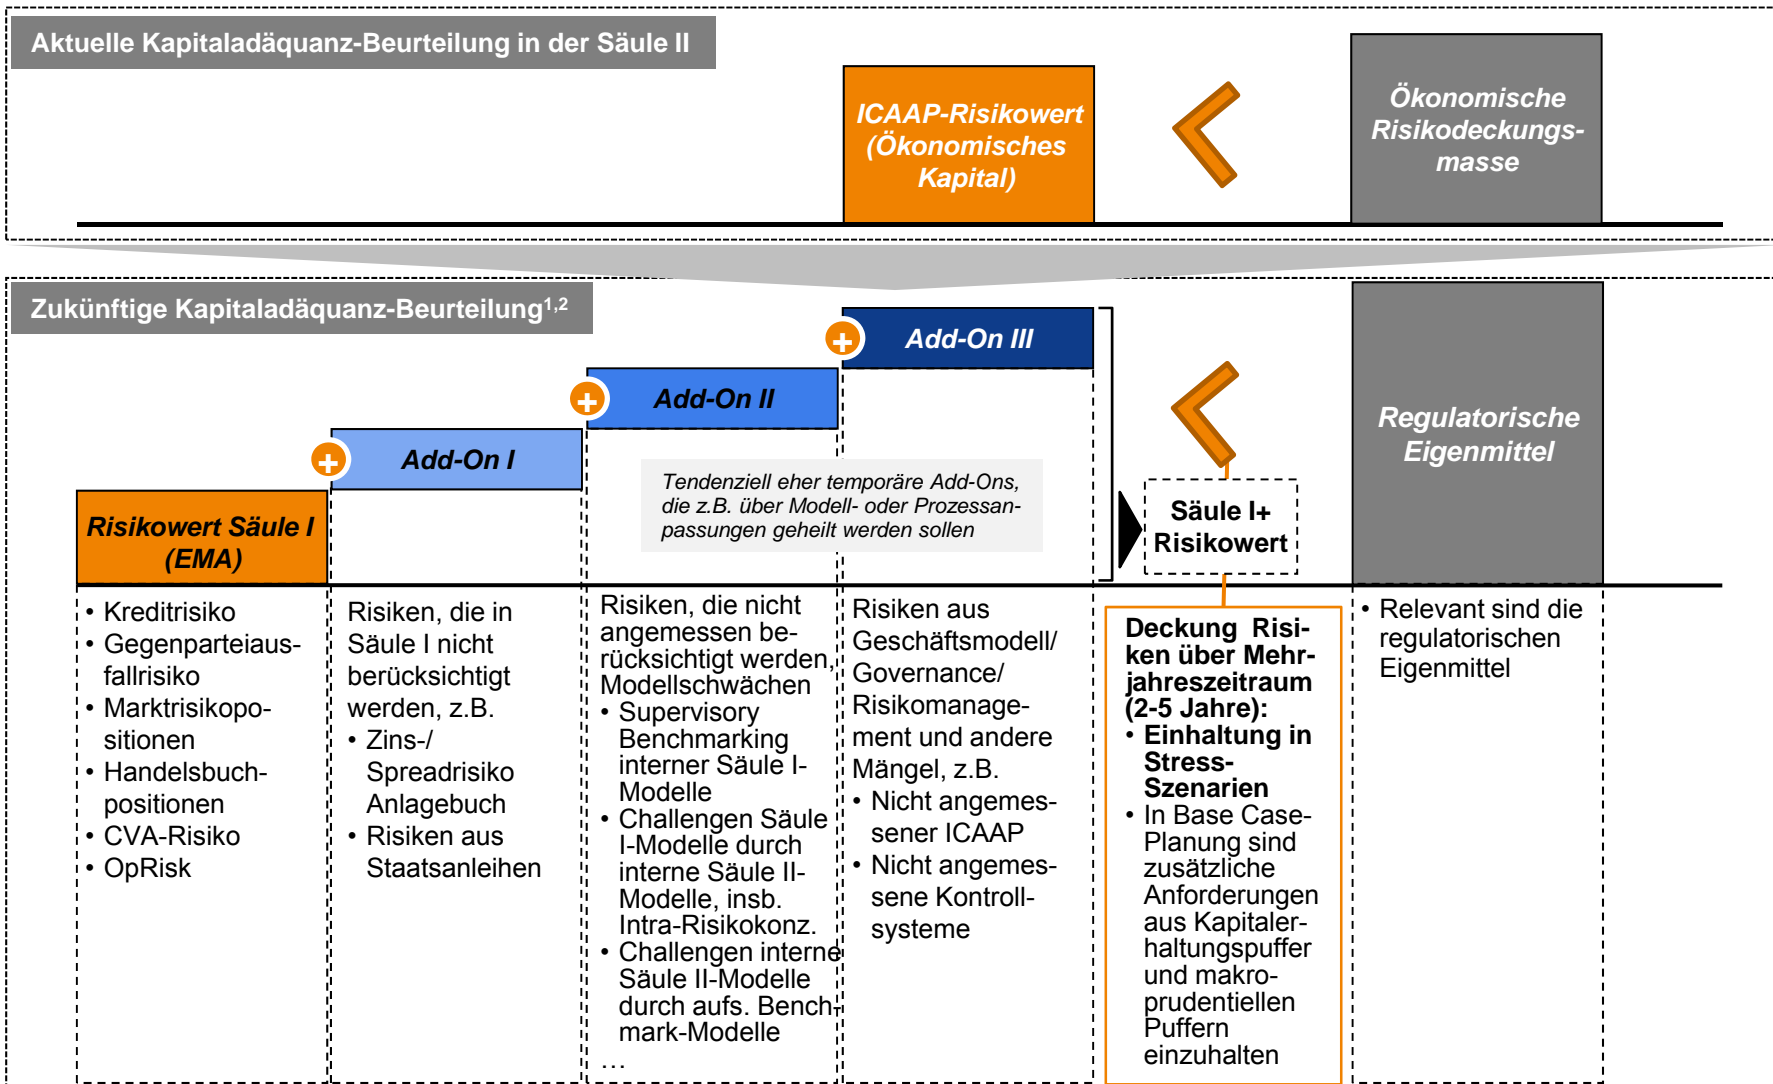 Aktuelle Kapitaladäquanz-Beurteilung in der Säule II
ICAAP-Risikowert
(Ökonomisches
Kapital)
Ökonomische
Risikodeckungs-
masse
Zukünftige Kapitaladäquanz-Beurteilung1,2
Risikowert Säule I
(EMA)
+
Add-On I
+
Add-On II
+
Add-On III
Tendenziell eher temporäre Add-Ons,
die z.B. über Modell- oder Prozessan-
passungen geheilt werden sollen
Säule I+
Risikowert
Regulatorische
Eigenmittel
• Kreditrisiko
• Gegenparteiaus-
fallrisiko
• Marktrisikopo-
sitionen
• Handelsbuch-
positionen
• CVA-Risiko
• OpRisk
Risiken, die in
Säule I nicht
berücksichtigt
werden, z.B.
• Zins-/
Spreadrisiko
Anlagebuch
• Risiken aus
Staatsanleihen
Risiken, die nicht
angemessen be-
rücksichtigt werden,
Modellschwächen
• Supervisory
Benchmarking
interner Säule I-
Modelle
• Challengen Säule
I-Modelle durch
interne Säule II-
Modelle, insb.
Intra-Risikokonz.
• Challengen interne
Säule II-Modelle
durch aufs. Bench-
mark-Modelle
…
Risiken aus
Geschäftsmodell/
Governance/
Risikomanage-
ment und andere
Mängel, z.B.
• Nicht angemes-
sener ICAAP
• Nicht angemes-
sene Kontroll-
systeme
Deckung Risi-
ken über Mehr-
jahreszeitraum
(2-5 Jahre):
• Einhaltung in
Stress-
Szenarien
• In Base Case-
Planung sind
zusätzliche
Anforderungen
aus Kapitaler-
haltungspuffer
und makro-
prudentiellen
Puffern
einzuhalten
• Relevant sind die
regulatorischen
Eigenmittel